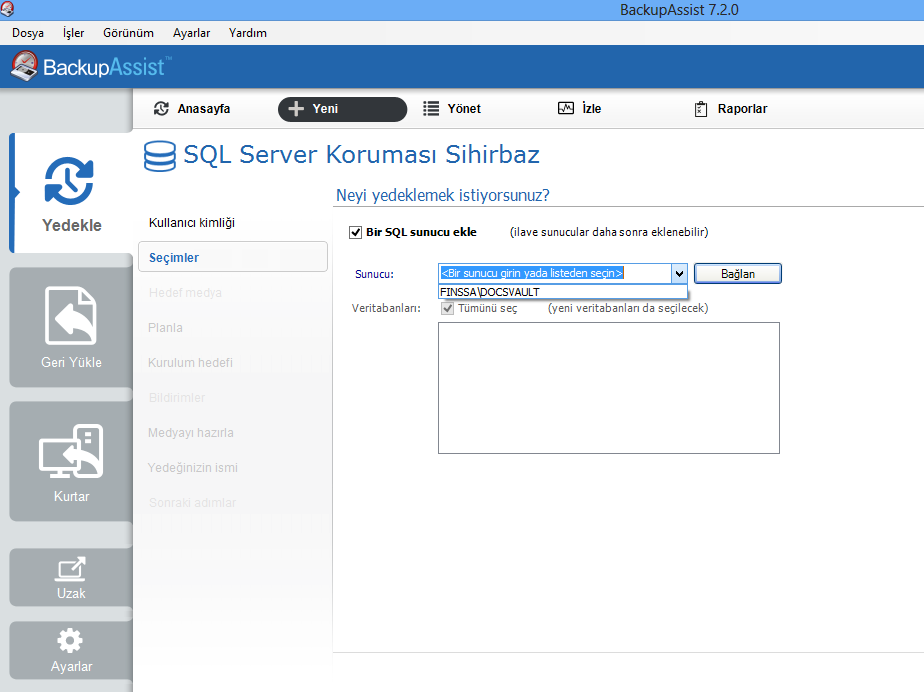 BackupAssist 7.2.0
Dosya İşler Görünüm Ayarlar Yardım
BackupAssist™
Anasayfa Yeni Yönet İzle Raporlar
SQL Server Koruması Sihirbaz
Neyi yedeklemek istiyorsunuz?
Yedekle
Geri Yükle
Kurtar
Uzak
Ayarlar
Kullanıcı kimliği
Seçimler
Hedef medya
Planla
Kurulum hedefi
Bildirimler
Medyayı hazırla
Yedeğinizin ismi
Sonraki adımlar
Bir SQL sunucu ekle (ilave sunucular daha sonra eklenebilir)
Sunucu: <Bir sunucu girin yada listeden seçin> Bağlan
FINSSA\DOCSVAULT
Veritabanları: Tümünü seç (yeni veritabanları da seçilecek)